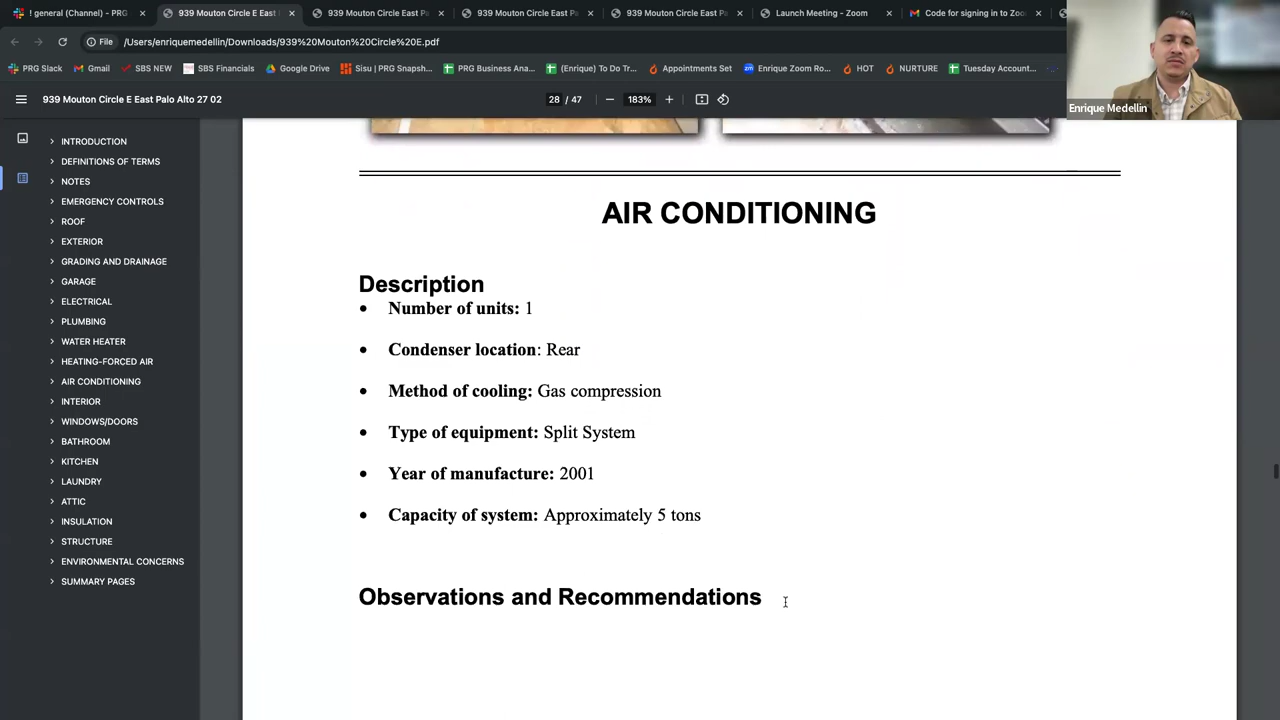 ! general (Channel) - PRG
939 Mouton Circle E East
939 Mouton Circle East Pa
939 Mouton Circle East Pa
939 Mouton Circle East Pa
Launch Meeting - Zoom
Code for signing in to Zoo
File
/Users/enriquemedellin/Downloads/939%20Mouton%20Circle%20E.pdf
PRG Slack
Gmail
SBS NEW
SBS Financials
Google Drive
Sisu | PRG Snapsh...
PRG Business Ana...
(Enrique) To Do Tr...
Appointments Set
Enrique Zoom Ro...
HOT
NURTURE
Tuesday Account...
939 Mouton Circle E East Palo Alto 27 02
28 / 47
183%
Enrique Medellin
INTRODUCTION
DEFINITIONS OF TERMS
NOTES
EMERGENCY CONTROLS
ROOF
EXTERIOR
GRADING AND DRAINAGE
GARAGE
ELECTRICAL
PLUMBING
WATER HEATER
HEATING-FORCED AIR
AIR CONDITIONING
INTERIOR
WINDOWS/DOORS
BATHROOM
KITCHEN
LAUNDRY
ATTIC
INSULATION
STRUCTURE
ENVIRONMENTAL CONCERNS
SUMMARY PAGES
AIR CONDITIONING
Description
• Number of units: 1
• Condenser location: Rear
• Method of cooling: Gas compression
• Type of equipment: Split System
• Year of manufacture: 2001
• Capacity of system: Approximately 5 tons
Observations and Recommendations